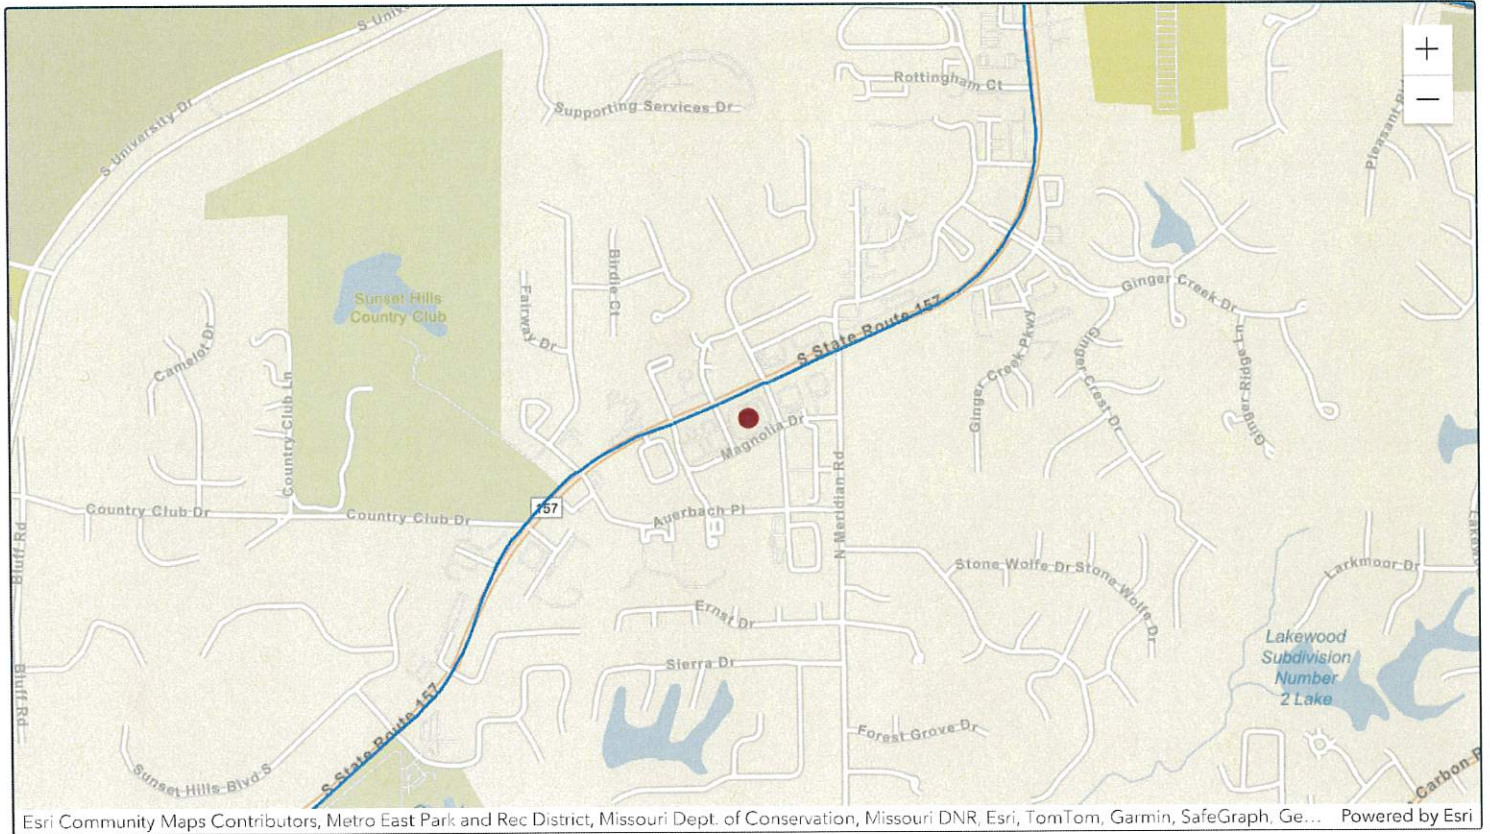 S Univ
+
Rottingham Ct
Supporting Services Dr
−
S University Dr
Pleasant Ri
Birdie Ct
Ginger Creek Dr
Sunset Hills
Country Club
Fairway Dr
S State Route 157
Camelot Dr
Ginger Creek Pkwy
Ginger Crest Dr
Ginger Ridge Ln
Country Club Ln
Magnolia Dr
N Meridian Rd
157
Country Club Dr
Country Club Dr
Auerbach Pl
Bluff Rd
Stone Wolfe Dr
Stone Wolfe Dr
Larkmoor Dr
Ernst Dr
Lakewood
Subdivision
Number
2 Lake
Sierra Dr
Bluff Rd
S State Route 157
Forest Grove Dr
Sunset Hills Blvd S
Carbon R
Esri Community Maps Contributors, Metro East Park and Rec District, Missouri Dept. of Conservation, Missouri DNR, Esri, TomTom, Garmin, SafeGraph, Ge... Powered by Esri